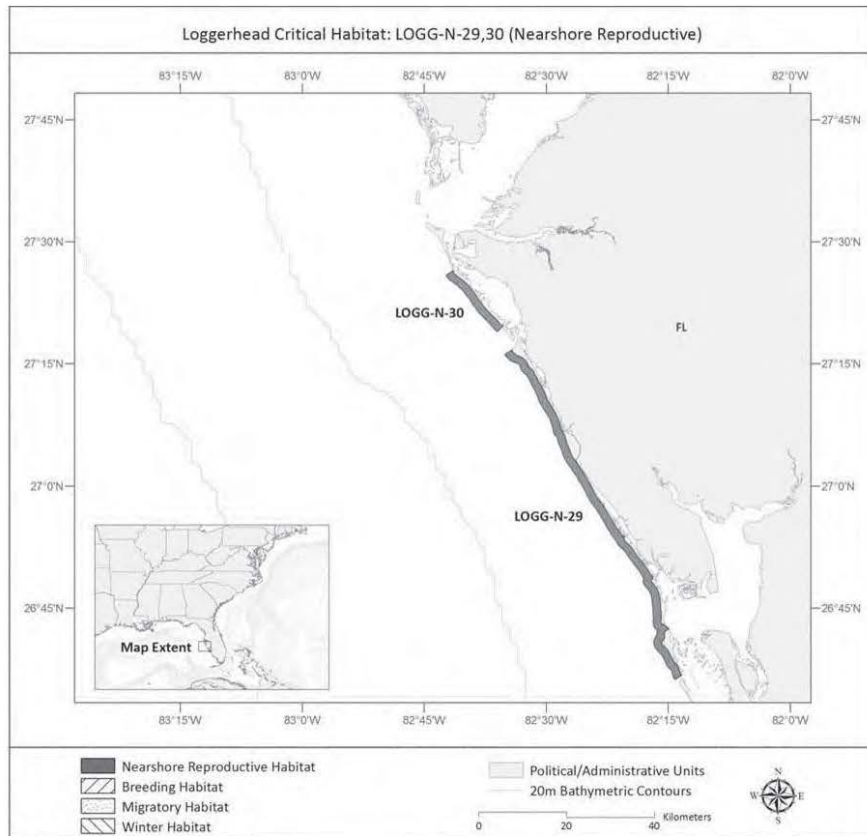 Loggerhead Critical Habitat: LOGG-N-29,30 (Nearshore Reproductive)
83°15'W 83°0'W 82°45'W 82°30'W 82°15'W 82°0'W
27°45'N 27°45'N
27°30'N 27°30'N
LOGG-N-30
FL
27°15'N 27°15'N
27°0'N 27°0'N
LOGG-N-29
26°45'N 26°45'N
Map Extent
83°15'W 83°0'W 82°45'W 82°30'W 82°15'W 82°0'W
Nearshore Reproductive Habitat
Breeding Habitat
Migratory Habitat
Winter Habitat
Political/Administrative Units
20m Bathymetric Contours
Kilometers
0 20 40
N
W E
S